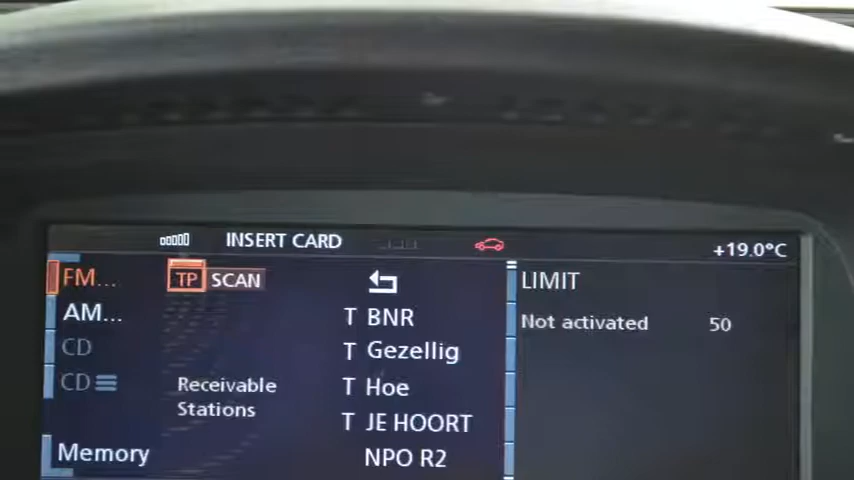 INSERT CARD
+19.0°C
FM...
TP SCAN
AM...
CD
CD
Memory
Receivable
Stations
T BNR
T Gezellig
T Hoe
T JE HOORT
NPO R2
LIMIT
Not activated 50